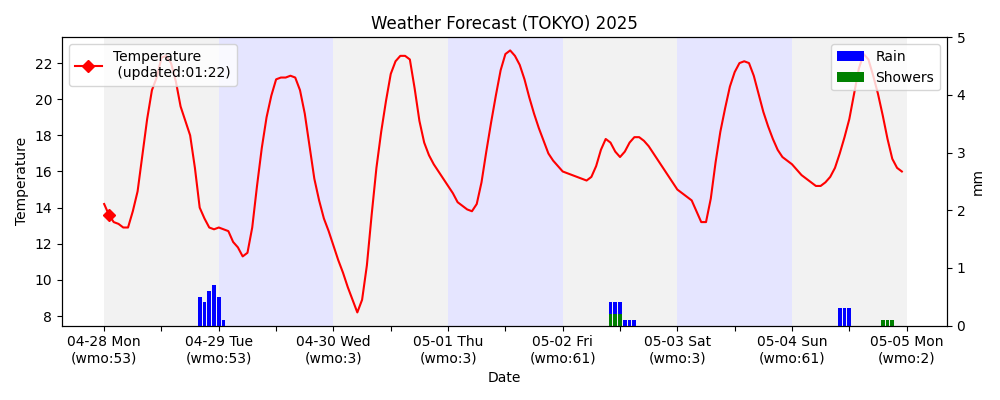 Weather Forecast (TOKYO) 2025
Temperature
(updated:01:22)
Rain
Showers
Temperature
22
20
18
16
14
12
10
8
5
4
3
2
1
0
mm
04-28 Mon
(wmo:53)
04-29 Tue
(wmo:53)
04-30 Wed
(wmo:3)
05-01 Thu
(wmo:3)
05-02 Fri
(wmo:61)
05-03 Sat
(wmo:3)
05-04 Sun
(wmo:61)
05-05 Mon
(wmo:2)
Date